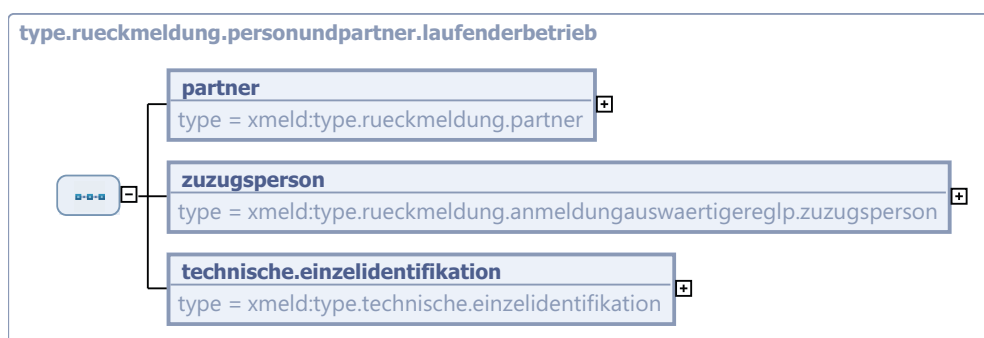 type.rueckmeldung.personundpartner.laufenderbetrieb
partner
type = xmeld:type.rueckmeldung.partner
zuzugsperson
type = xmeld:type.rueckmeldung.anmeldungauswaertigereglp.zuzugsperson
technische.einzelidentifikation
type = xmeld:type.technische.einzelidentifikation